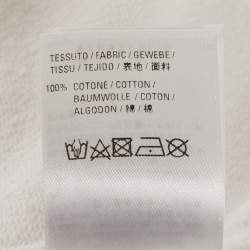 TESSUTO / FABRIC / GEWEBE /
TISSU / TEJIDO / 表地 / 面料
100% COTONE / COTTON /
BAUMWOLLE / COTON /
ALGODON / 綿 / 棉